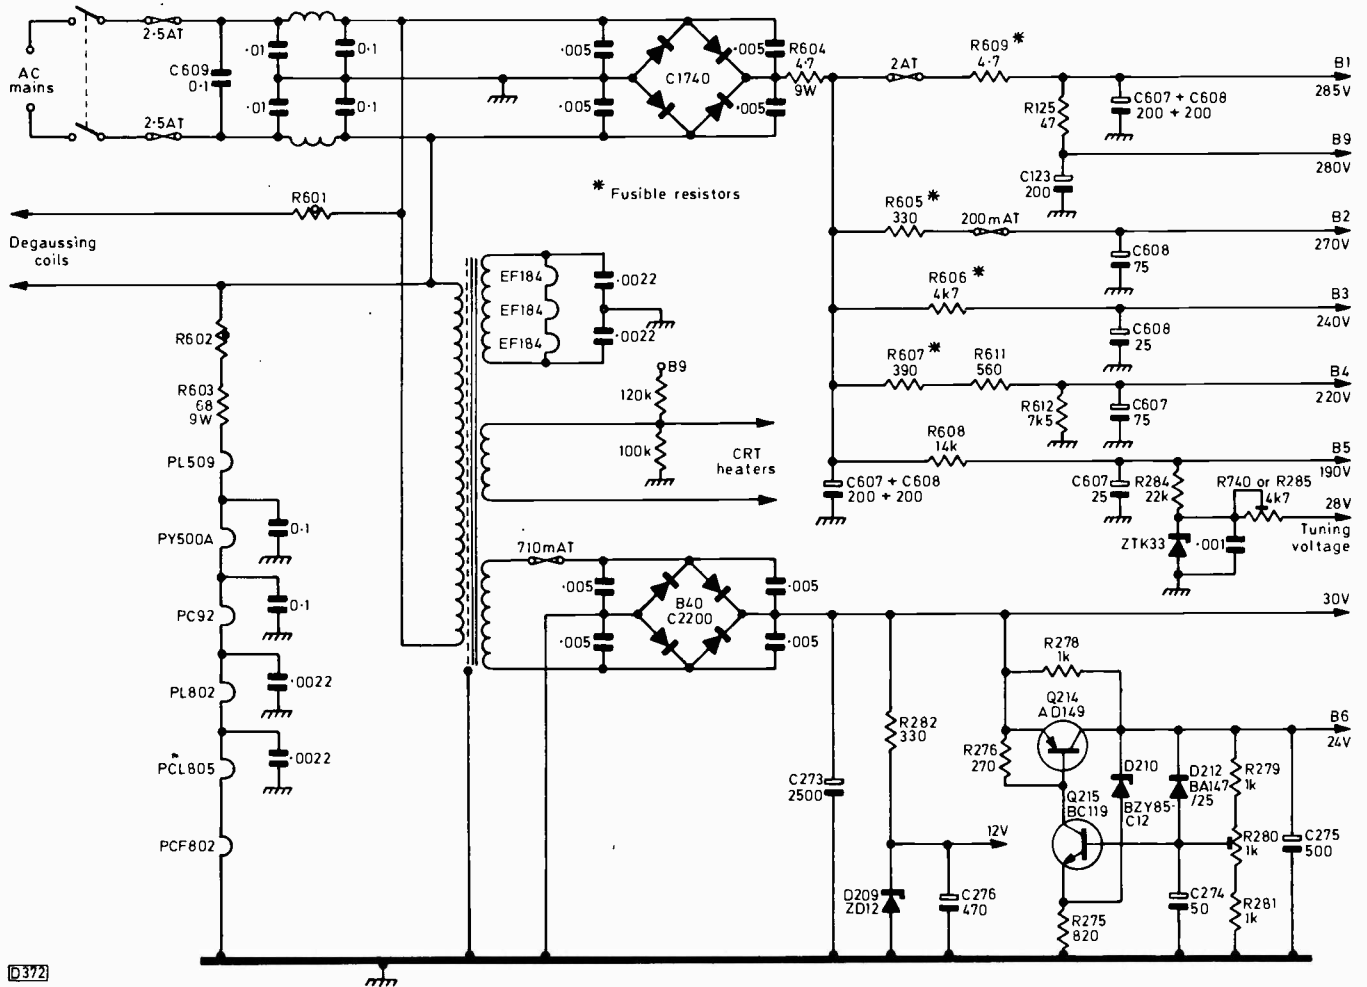 AC
mains
2·5AT
2·5AT
C609
0·1
·01
·01
0·1
0·1
·005
·005
C1740
·005
·005
R604
4·7
9W
2AT
R609 *
4·7
B1
285V
R125
47
C607 + C608
200 + 200
B9
280V
C123
200
R601
Degaussing
coils
* Fusible resistors
R605 *
330
200mAT
B2
270V
C608
75
R606 *
4k7
B3
240V
C608
25
R607 *
390
R611
560
B4
220V
R612
7k5
C607
75
R608
14k
B5
190V
C607 + C608
200 + 200
C607
25
R284
22k
R740 or R285
4k7
28V
Tuning
voltage
ZTK33
·001
EF184
EF184
EF184
·0022
·0022
B9
120k
100k
CRT
heaters
R602
R603
68
9W
PL509
0·1
PY500A
0·1
PC92
·0022
PL802
·0022
PCL805
PCF802
710mAT
·005
·005
B40
C2200
·005
·005
30V
R278
1k
Q214
AD149
B6
24V
R282
330
R276
270
C273
2500
Q215
BC119
D210
BZY85-
C12
D212
BA147
/25
R279
1k
R280
1k
R281
1k
C275
500
12V
D209
ZD12
C276
470
C274
50
R275
820
D372